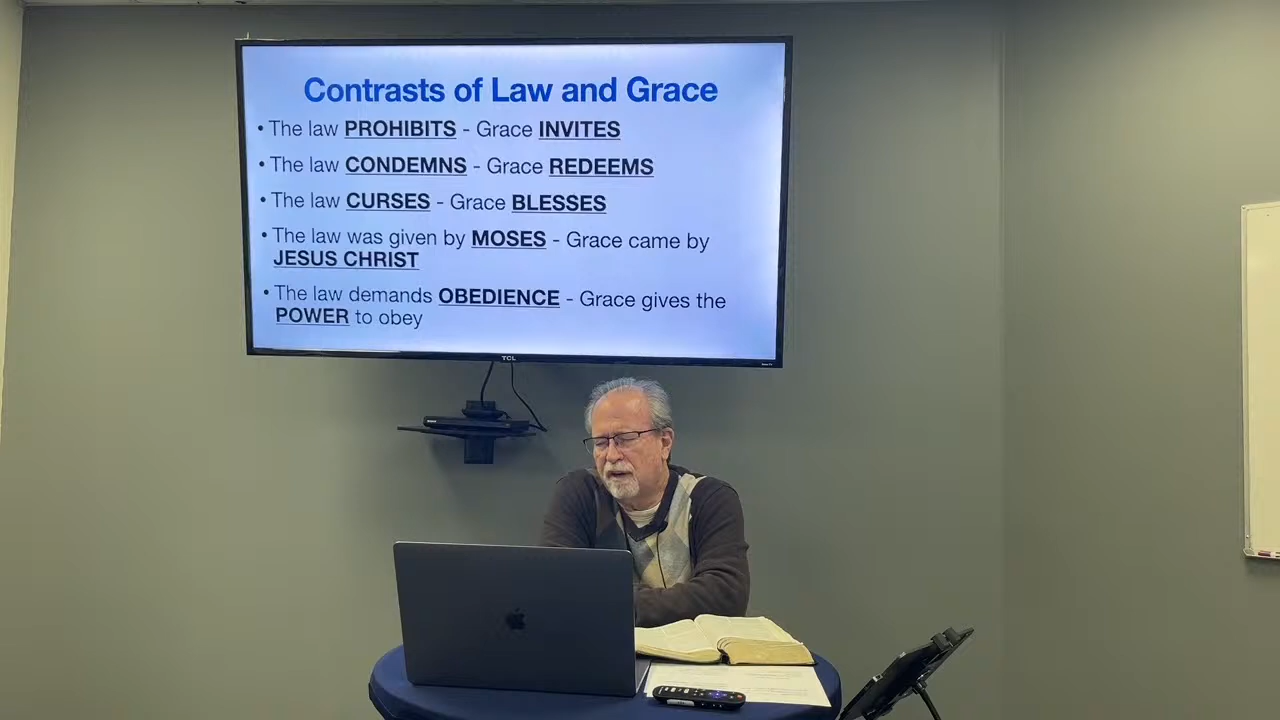 Contrasts of Law and Grace
• The law PROHIBITS - Grace INVITES
• The law CONDEMNS - Grace REDEEMS
• The law CURSES - Grace BLESSES
• The law was given by MOSES - Grace came by
JESUS CHRIST
• The law demands OBEDIENCE - Grace gives the
POWER to obey
TCL